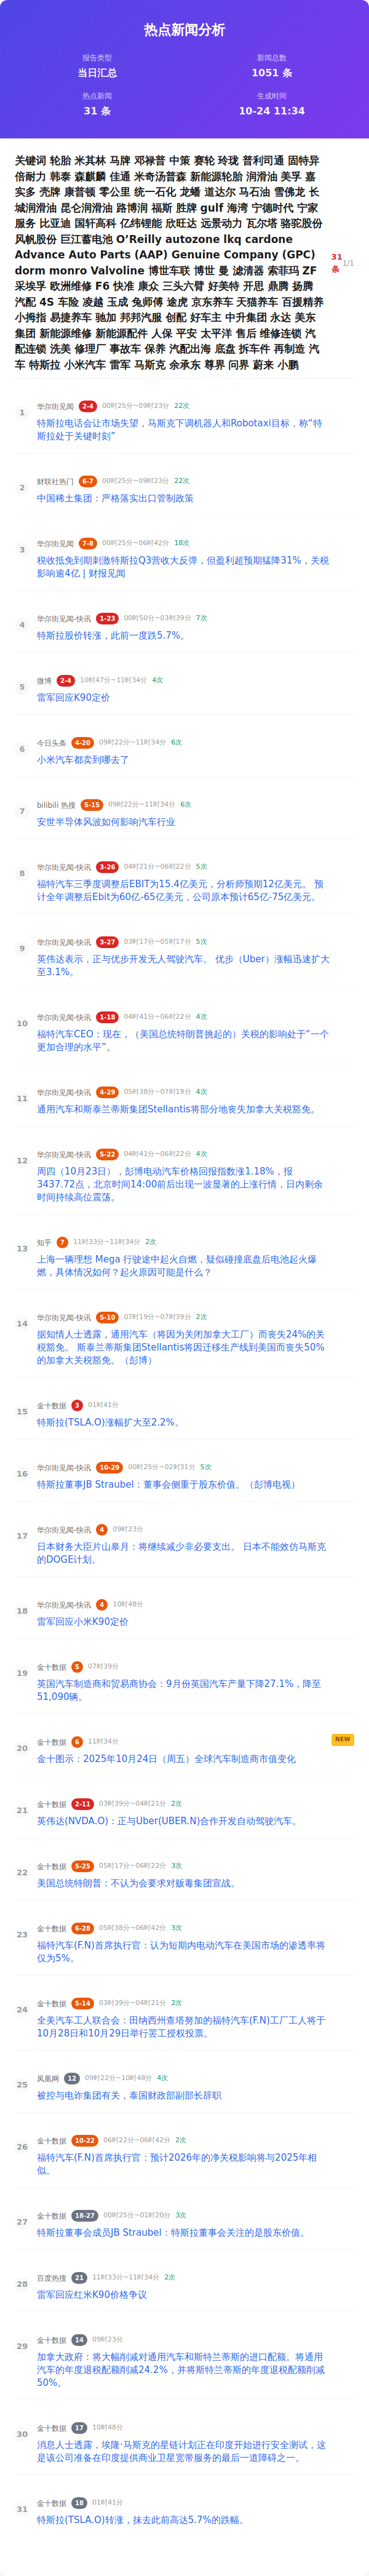 热点新闻分析
报告类型
当日汇总
新闻总数
1051 条
热点新闻
31 条
生成时间
10-24 11:34
关键词 轮胎 米其林 马牌 邓禄普 中策 赛轮 玲珑 普利司通 固特异
倍耐力 韩泰 森麒麟 佳通 米奇汤普森 新能源轮胎 润滑油 美孚 嘉
实多 壳牌 康普顿 零公里 统一石化 龙蟠 道达尔 马石油 雪佛龙 长
城润滑油 昆仑润滑油 路博润 福斯 胜牌 gulf 海湾 宁德时代 宁家
服务 比亚迪 国轩高科 亿纬锂能 欣旺达 远景动力 瓦尔塔 骆驼股份
风帆股份 巨江蓄电池 O’Reilly autozone lkq cardone
Advance Auto Parts (AAP) Genuine Company (GPC)
dorm monro Valvoline 博世车联 博世 曼 滤清器 索菲玛 ZF
采埃孚 欧洲维修 F6 快准 康众 三头六臂 好美特 开思 鼎腾 扬腾
汽配 4S 车险 凌越 王成 兔师傅 途虎 京东养车 天猫养车 百援精养
小拇指 易捷养车 驰加 邦邦汽服 创配 好车主 中升集团 永达 美东
集团 新能源维修 新能源配件 人保 平安 太平洋 售后 维修连锁 汽
配连锁 洗美 修理厂 事故车 保养 汽配出海 底盘 拆车件 再制造 汽
车 特斯拉 小米汽车 雷军 马斯克 余承东 尊界 问界 蔚来 小鹏
31
条
1/1
1
华尔街见闻 2-4 00时25分~09时23分 22次
特斯拉电话会让市场失望，马斯克下调机器人和Robotaxi目标，称“特
斯拉处于关键时刻”
2
财联社热门 6-7 00时25分~09时23分 22次
中国稀土集团：严格落实出口管制政策
3
华尔街见闻 7-8 00时25分~06时42分 18次
税收抵免到期刺激特斯拉Q3营收大反弹，但盈利超预期猛降31%，关税
影响逾4亿 | 财报见闻
4
华尔街见闻-快讯 1-23 00时50分~03时39分 7次
特斯拉股价转涨，此前一度跌5.7%。
5
微博 2-4 10时47分~11时34分 4次
雷军回应K90定价
6
今日头条 4-20 09时22分~11时34分 6次
小米汽车都卖到哪去了
7
bilibili 热搜 5-15 09时22分~11时34分 6次
安世半导体风波如何影响汽车行业
8
华尔街见闻-快讯 3-26 04时21分~06时22分 5次
福特汽车三季度调整后EBIT为15.4亿美元，分析师预期12亿美元。 预
计全年调整后Ebit为60亿-65亿美元，公司原本预计65亿-75亿美元。
9
华尔街见闻-快讯 3-27 03时17分~05时17分 5次
英伟达表示，正与优步开发无人驾驶汽车。 优步（Uber）涨幅迅速扩大
至3.1%。
10
华尔街见闻-快讯 1-18 04时41分~06时22分 4次
福特汽车CEO：现在，（美国总统特朗普挑起的）关税的影响处于“一个
更加合理的水平”。
11
华尔街见闻-快讯 4-29 05时38分~07时19分 4次
通用汽车和斯泰兰蒂斯集团Stellantis将部分地丧失加拿大关税豁免。
12
华尔街见闻-快讯 5-22 04时41分~06时22分 4次
周四（10月23日），彭博电动汽车价格回报指数涨1.18%，报
3437.72点，北京时间14:00前后出现一波显著的上涨行情，日内剩余
时间持续高位震荡。
13
知乎 7 11时33分~11时34分 2次
上海一辆理想 Mega 行驶途中起火自燃，疑似碰撞底盘后电池起火爆
燃，具体情况如何？起火原因可能是什么？
14
华尔街见闻-快讯 5-10 07时19分~07时39分 2次
据知情人士透露，通用汽车（将因为关闭加拿大工厂）而丧失24%的关
税豁免。 斯泰兰蒂斯集团Stellantis将因迁移生产线到美国而丧失50%
的加拿大关税豁免。（彭博）
15
金十数据 3 01时41分
特斯拉(TSLA.O)涨幅扩大至2.2%。
16
华尔街见闻-快讯 10-29 00时25分~02时31分 5次
特斯拉董事JB Straubel：董事会侧重于股东价值。（彭博电视）
17
华尔街见闻-快讯 4 09时23分
日本财务大臣片山皋月：将继续减少非必要支出。 日本不能效仿马斯克
的DOGE计划。
18
华尔街见闻-快讯 4 10时48分
雷军回应小米K90定价
19
金十数据 5 07时39分
英国汽车制造商和贸易商协会：9月份英国汽车产量下降27.1%，降至
51,090辆。
20
金十数据 6 11时34分
NEW
金十图示：2025年10月24日（周五）全球汽车制造商市值变化
21
金十数据 2-11 03时39分~04时21分 2次
英伟达(NVDA.O)：正与Uber(UBER.N)合作开发自动驾驶汽车。
22
金十数据 5-25 05时17分~06时22分 3次
美国总统特朗普：不认为会要求对贩毒集团宣战。
23
金十数据 6-28 05时38分~06时42分 3次
福特汽车(F.N)首席执行官：认为短期内电动汽车在美国市场的渗透率将
仅为5%。
24
金十数据 5-14 03时39分~04时21分 2次
全美汽车工人联合会：田纳西州查塔努加的福特汽车(F.N)工厂工人将于
10月28日和10月29日举行罢工授权投票。
25
凤凰网 12 09时22分~10时48分 4次
被控与电诈集团有关，泰国财政部副部长辞职
26
金十数据 10-22 06时22分~06时42分 2次
福特汽车(F.N)首席执行官：预计2026年的净关税影响将与2025年相
似。
27
金十数据 18-27 00时25分~01时20分 3次
特斯拉董事会成员JB Straubel：特斯拉董事会关注的是股东价值。
28
百度热搜 21 11时33分~11时34分 2次
雷军回应红米K90价格争议
29
金十数据 14 09时23分
加拿大政府：将大幅削减对通用汽车和斯特兰蒂斯的进口配额。将通用
汽车的年度退税配额削减24.2%，并将斯特兰蒂斯的年度退税配额削减
50%。
30
金十数据 17 10时48分
消息人士透露，埃隆·马斯克的星链计划正在印度开始进行安全测试，这
是该公司准备在印度提供商业卫星宽带服务的最后一道障碍之一。
31
金十数据 18 01时41分
特斯拉(TSLA.O)转涨，抹去此前高达5.7%的跌幅。